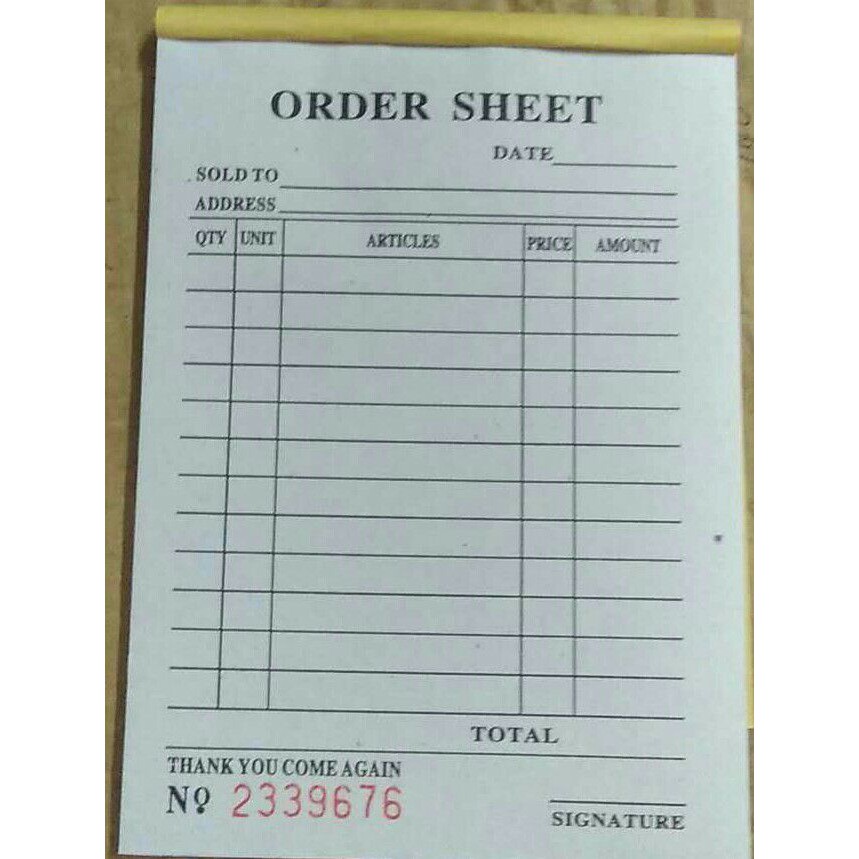 ORDER SHEET
DATE
SOLD TO
ADDRESS
QTY UNIT ARTICLES PRICE AMOUNT
TOTAL
THANK YOU COME AGAIN
Nº 2339676
SIGNATURE